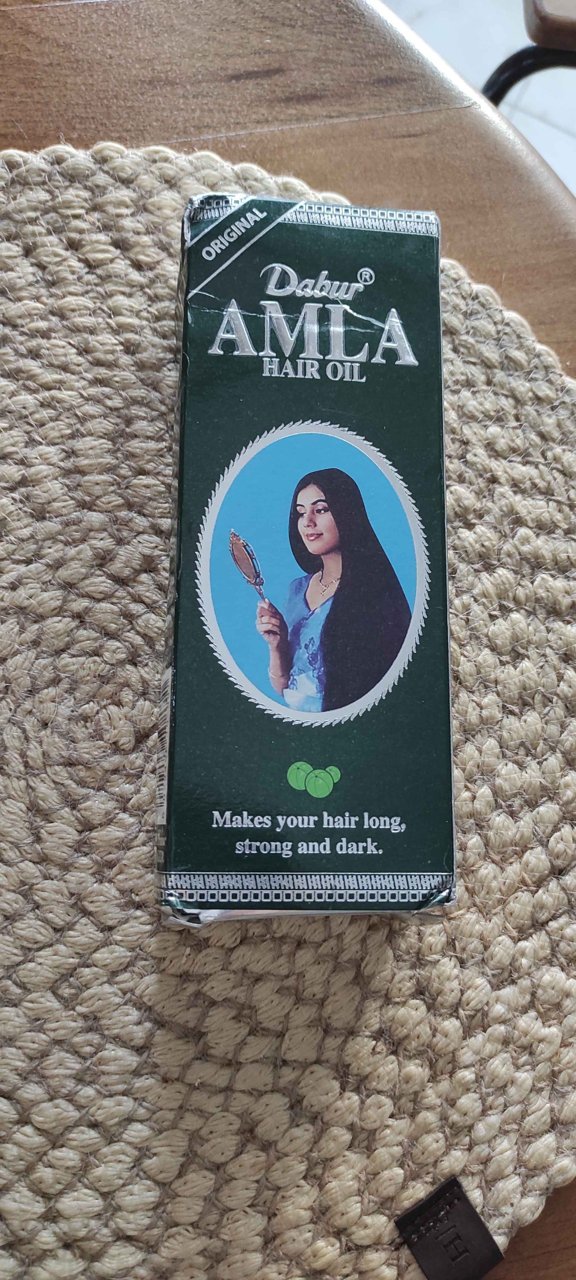 ORIGINAL
Dabur®
AMLA
HAIR OIL
Makes your hair long,
strong and dark.